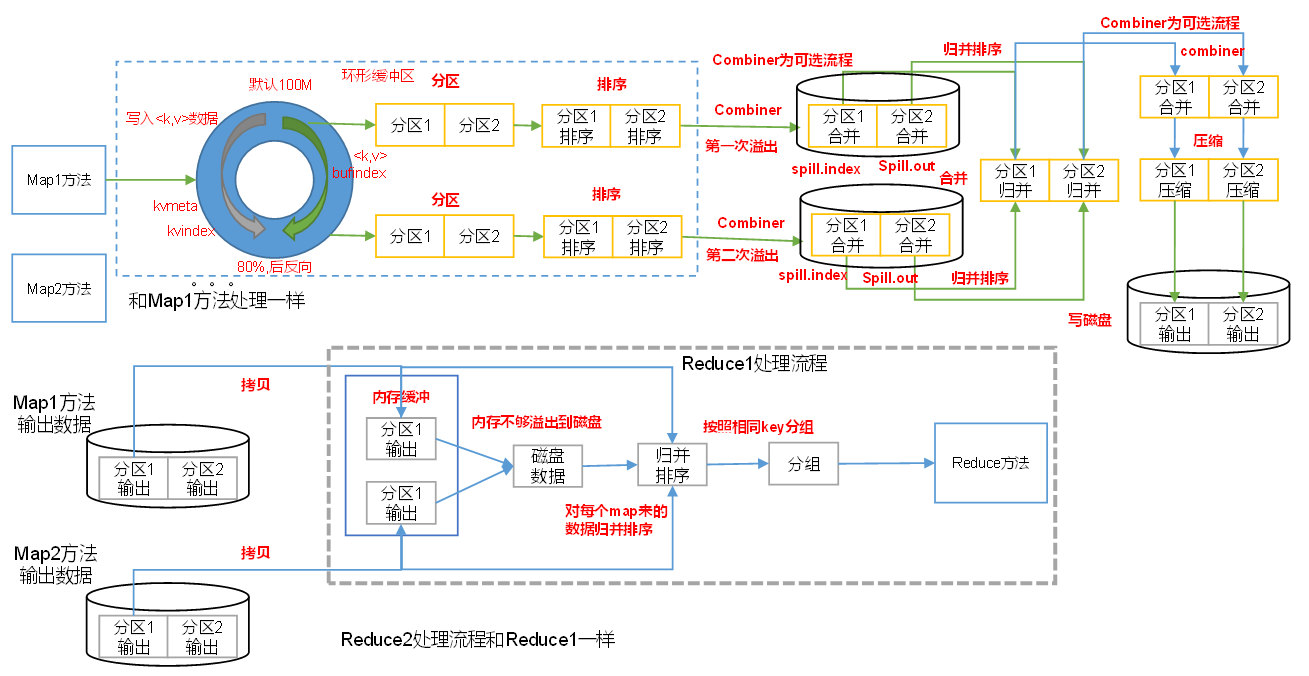 Combiner为可选流程
归并排序
combiner
Combiner为可选流程
默认100M
环形缓冲区
分区
排序
分区1
合并
分区2
合并
写入<k,v>数据
分区1
分区2
分区1
排序
分区2
排序
Combiner
第一次溢出
分区1
合并
分区2
合并
压缩
Map1方法
<k,v>
bufindex
spill.index
Spill.out
合并
分区1
归并
分区2
归并
分区1
压缩
分区2
压缩
kvmeta
kvindex
分区
排序
分区1
分区2
分区1
排序
分区2
排序
Combiner
第二次溢出
分区1
合并
分区2
合并
80%,后反向
spill.index
Spill.out
归并排序
Map2方法
。。。
和Map1方法处理一样
写磁盘
分区1
输出
分区2
输出
Reduce1处理流程
拷贝
Map1方法
输出数据
内存缓冲
分区1
输出
内存不够溢出到磁盘
按照相同key分组
磁盘
数据
归并
排序
分组
Reduce方法
分区1
输出
分区2
输出
分区1
输出
对每个map来的
数据归并排序
Map2方法
输出数据
拷贝
分区1
输出
分区2
输出
Reduce2处理流程和Reduce1一样